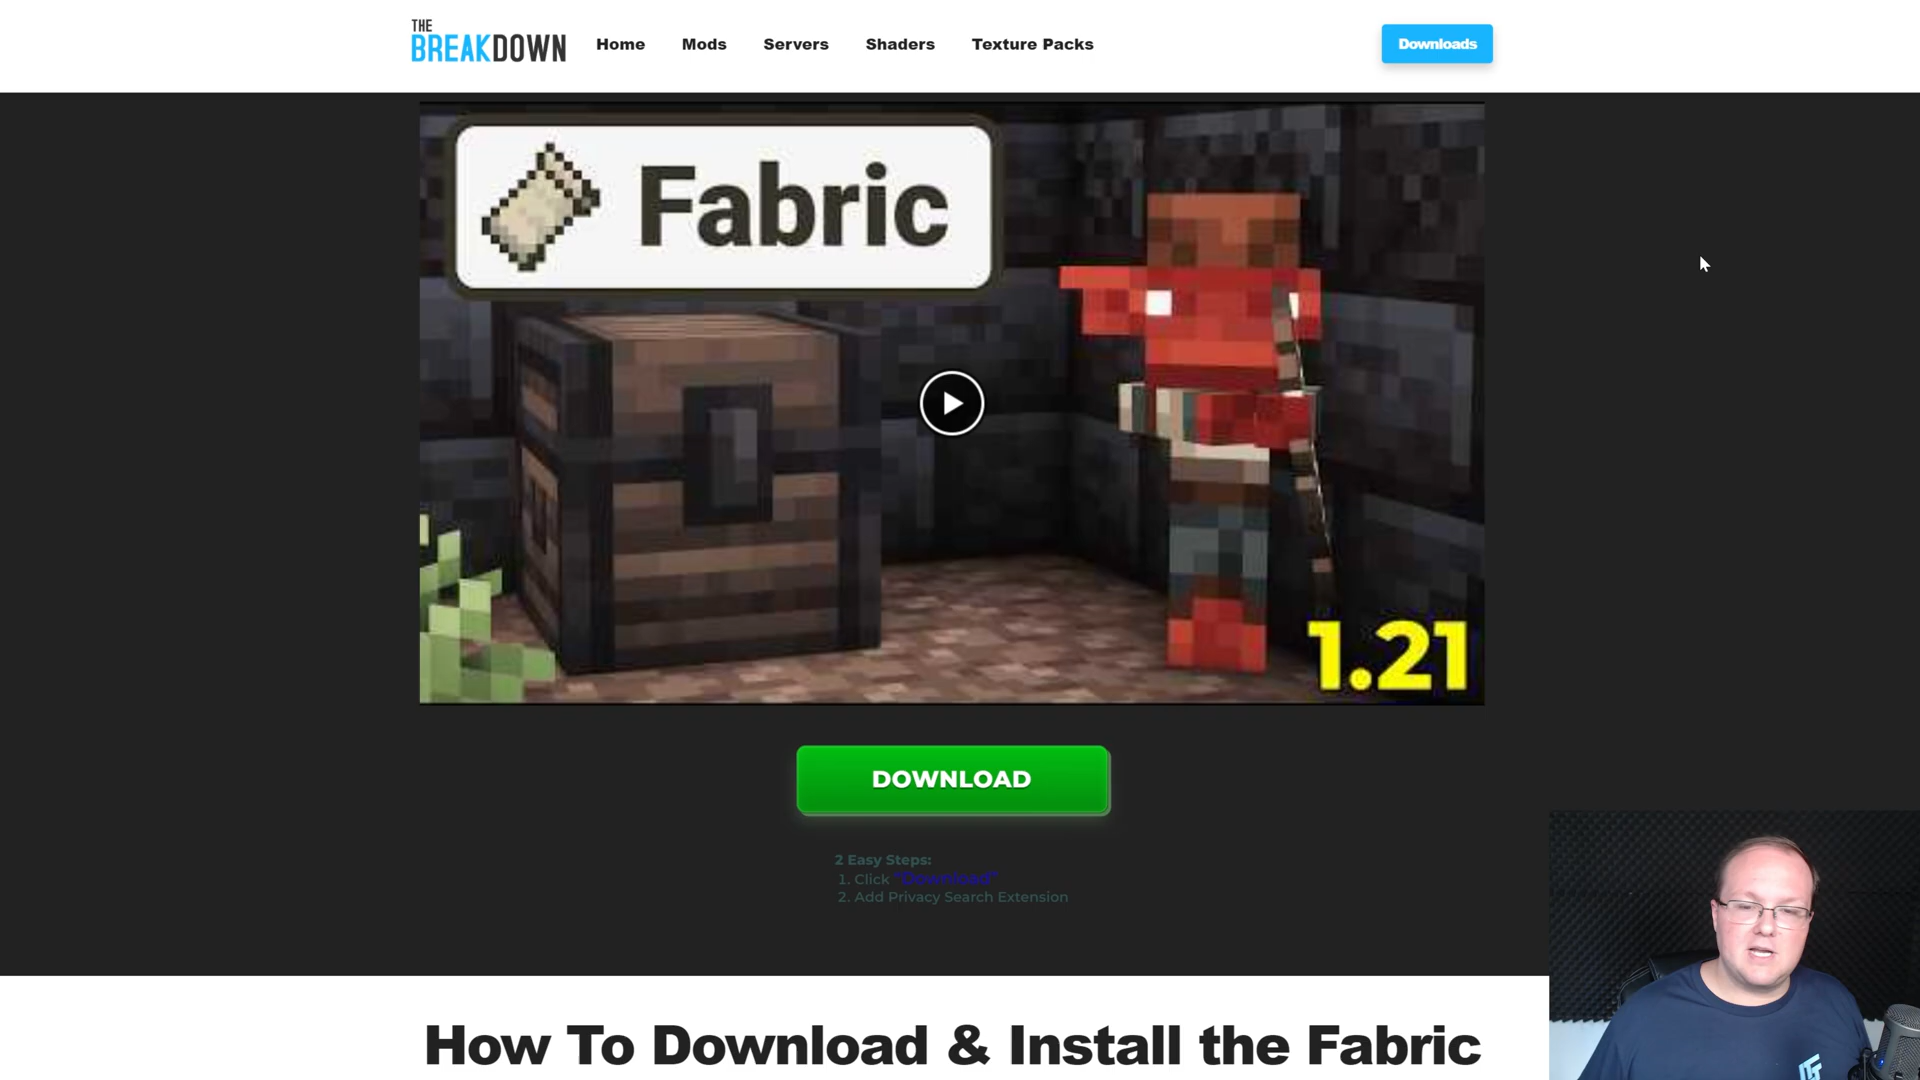 THE
BREAKDOWN
Home Mods Servers Shaders Texture Packs
Downloads
Fabric
1.21
DOWNLOAD
2 Easy Steps:
1. Click "Download"
2. Add Privacy Search Extension
How To Download & Install the Fabric